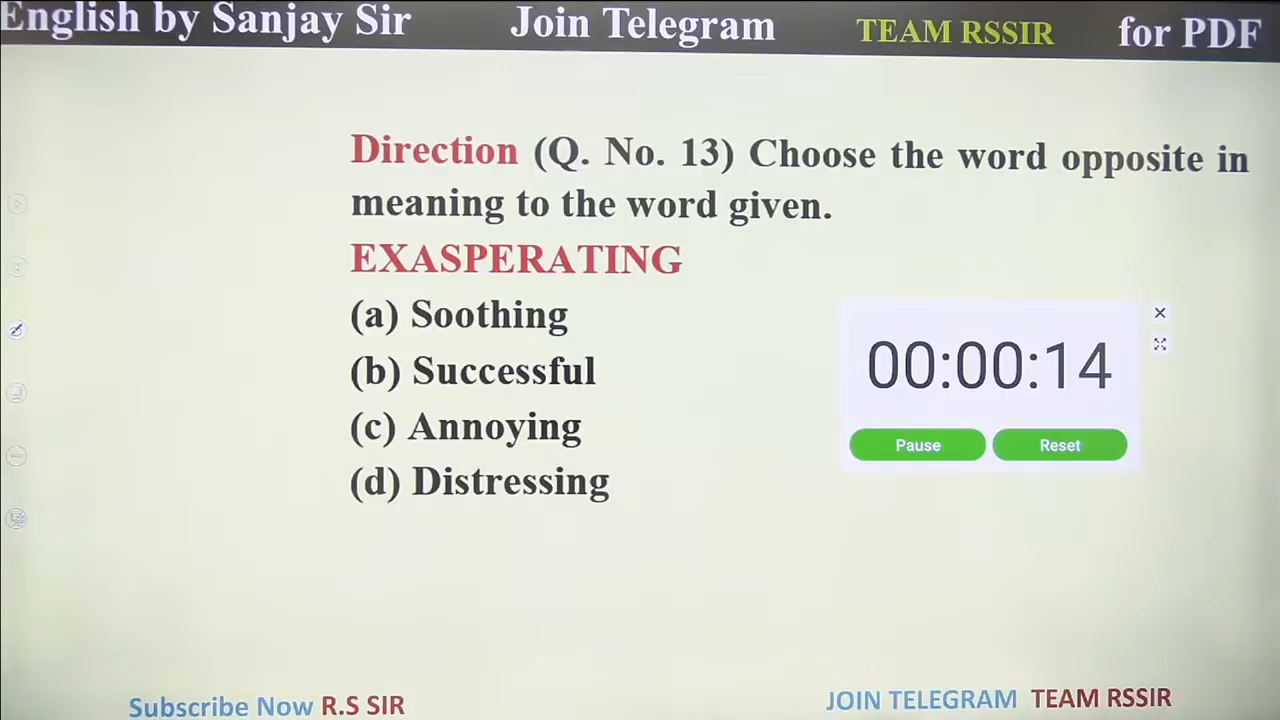 English by Sanjay Sir Join Telegram TEAM RSSIR for PDF
Direction (Q. No. 13) Choose the word opposite in
meaning to the word given.
EXASPERATING
(a) Soothing
(b) Successful
(c) Annoying
(d) Distressing
00:00:14
Pause Reset
Subscribe Now R.S SIR JOIN TELEGRAM TEAM RSSIR